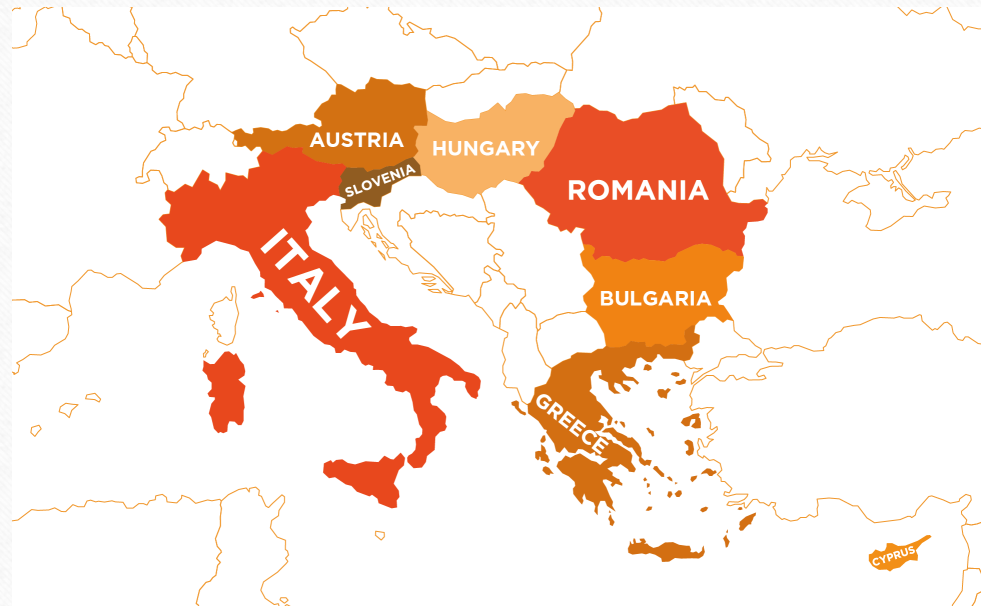 AUSTRIA
HUNGARY
SLOVENIA
ROMANIA
ITALY
BULGARIA
GREECE
CYPRUS